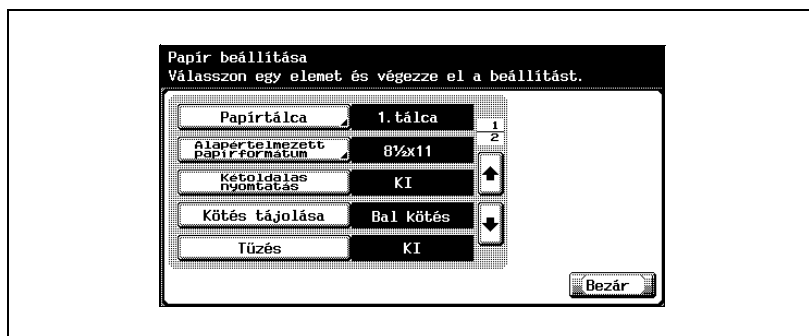 Papír beállítása
Válasszon egy elemet és végezze el a beállítást.
Papírtálca 1.tálca
1
2
Alapértelmezett
papírformátum 8½x11
Kétoldalas
nyomtatás KI
Kötés tájolása Bal kötés
Tűzés KI
Bezár